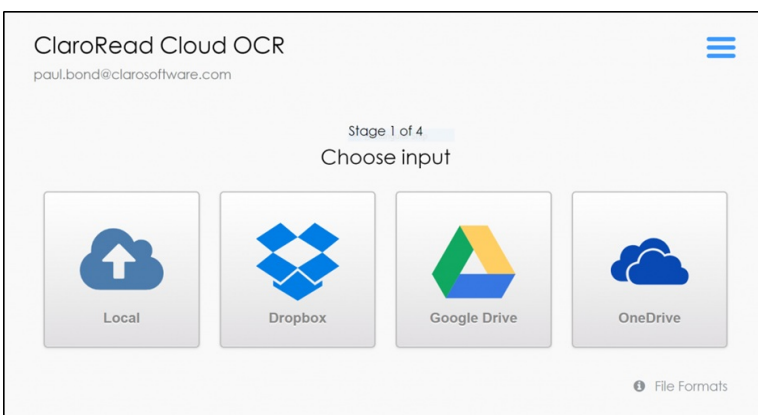 ClaroRead Cloud OCR
paul.bond@clarosoftware.com
Stage 1 of 4
Choose input
Local
Dropbox
Google Drive
OneDrive
File Formats